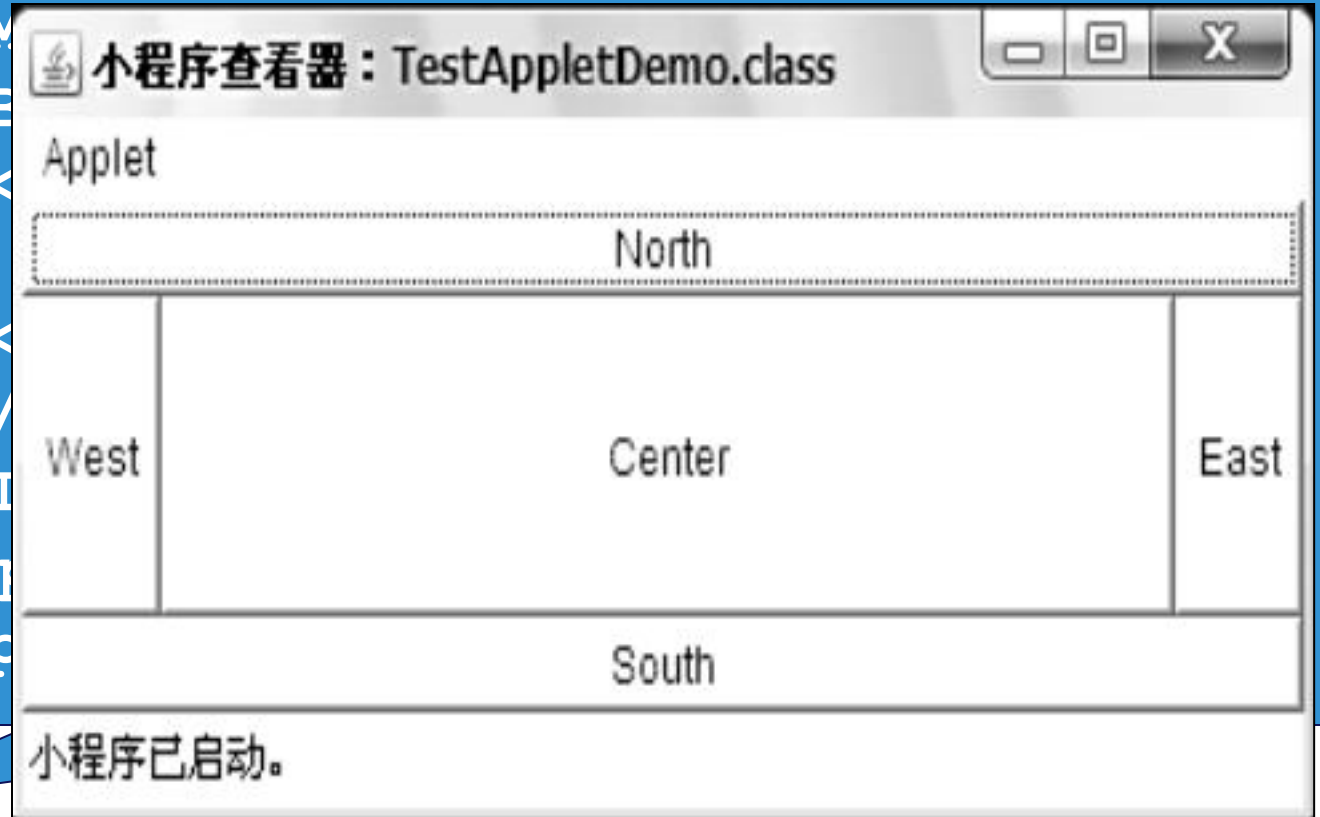 小程序查看器：TestAppletDemo.class
Applet
North
West Center East
South
小程序已启动。